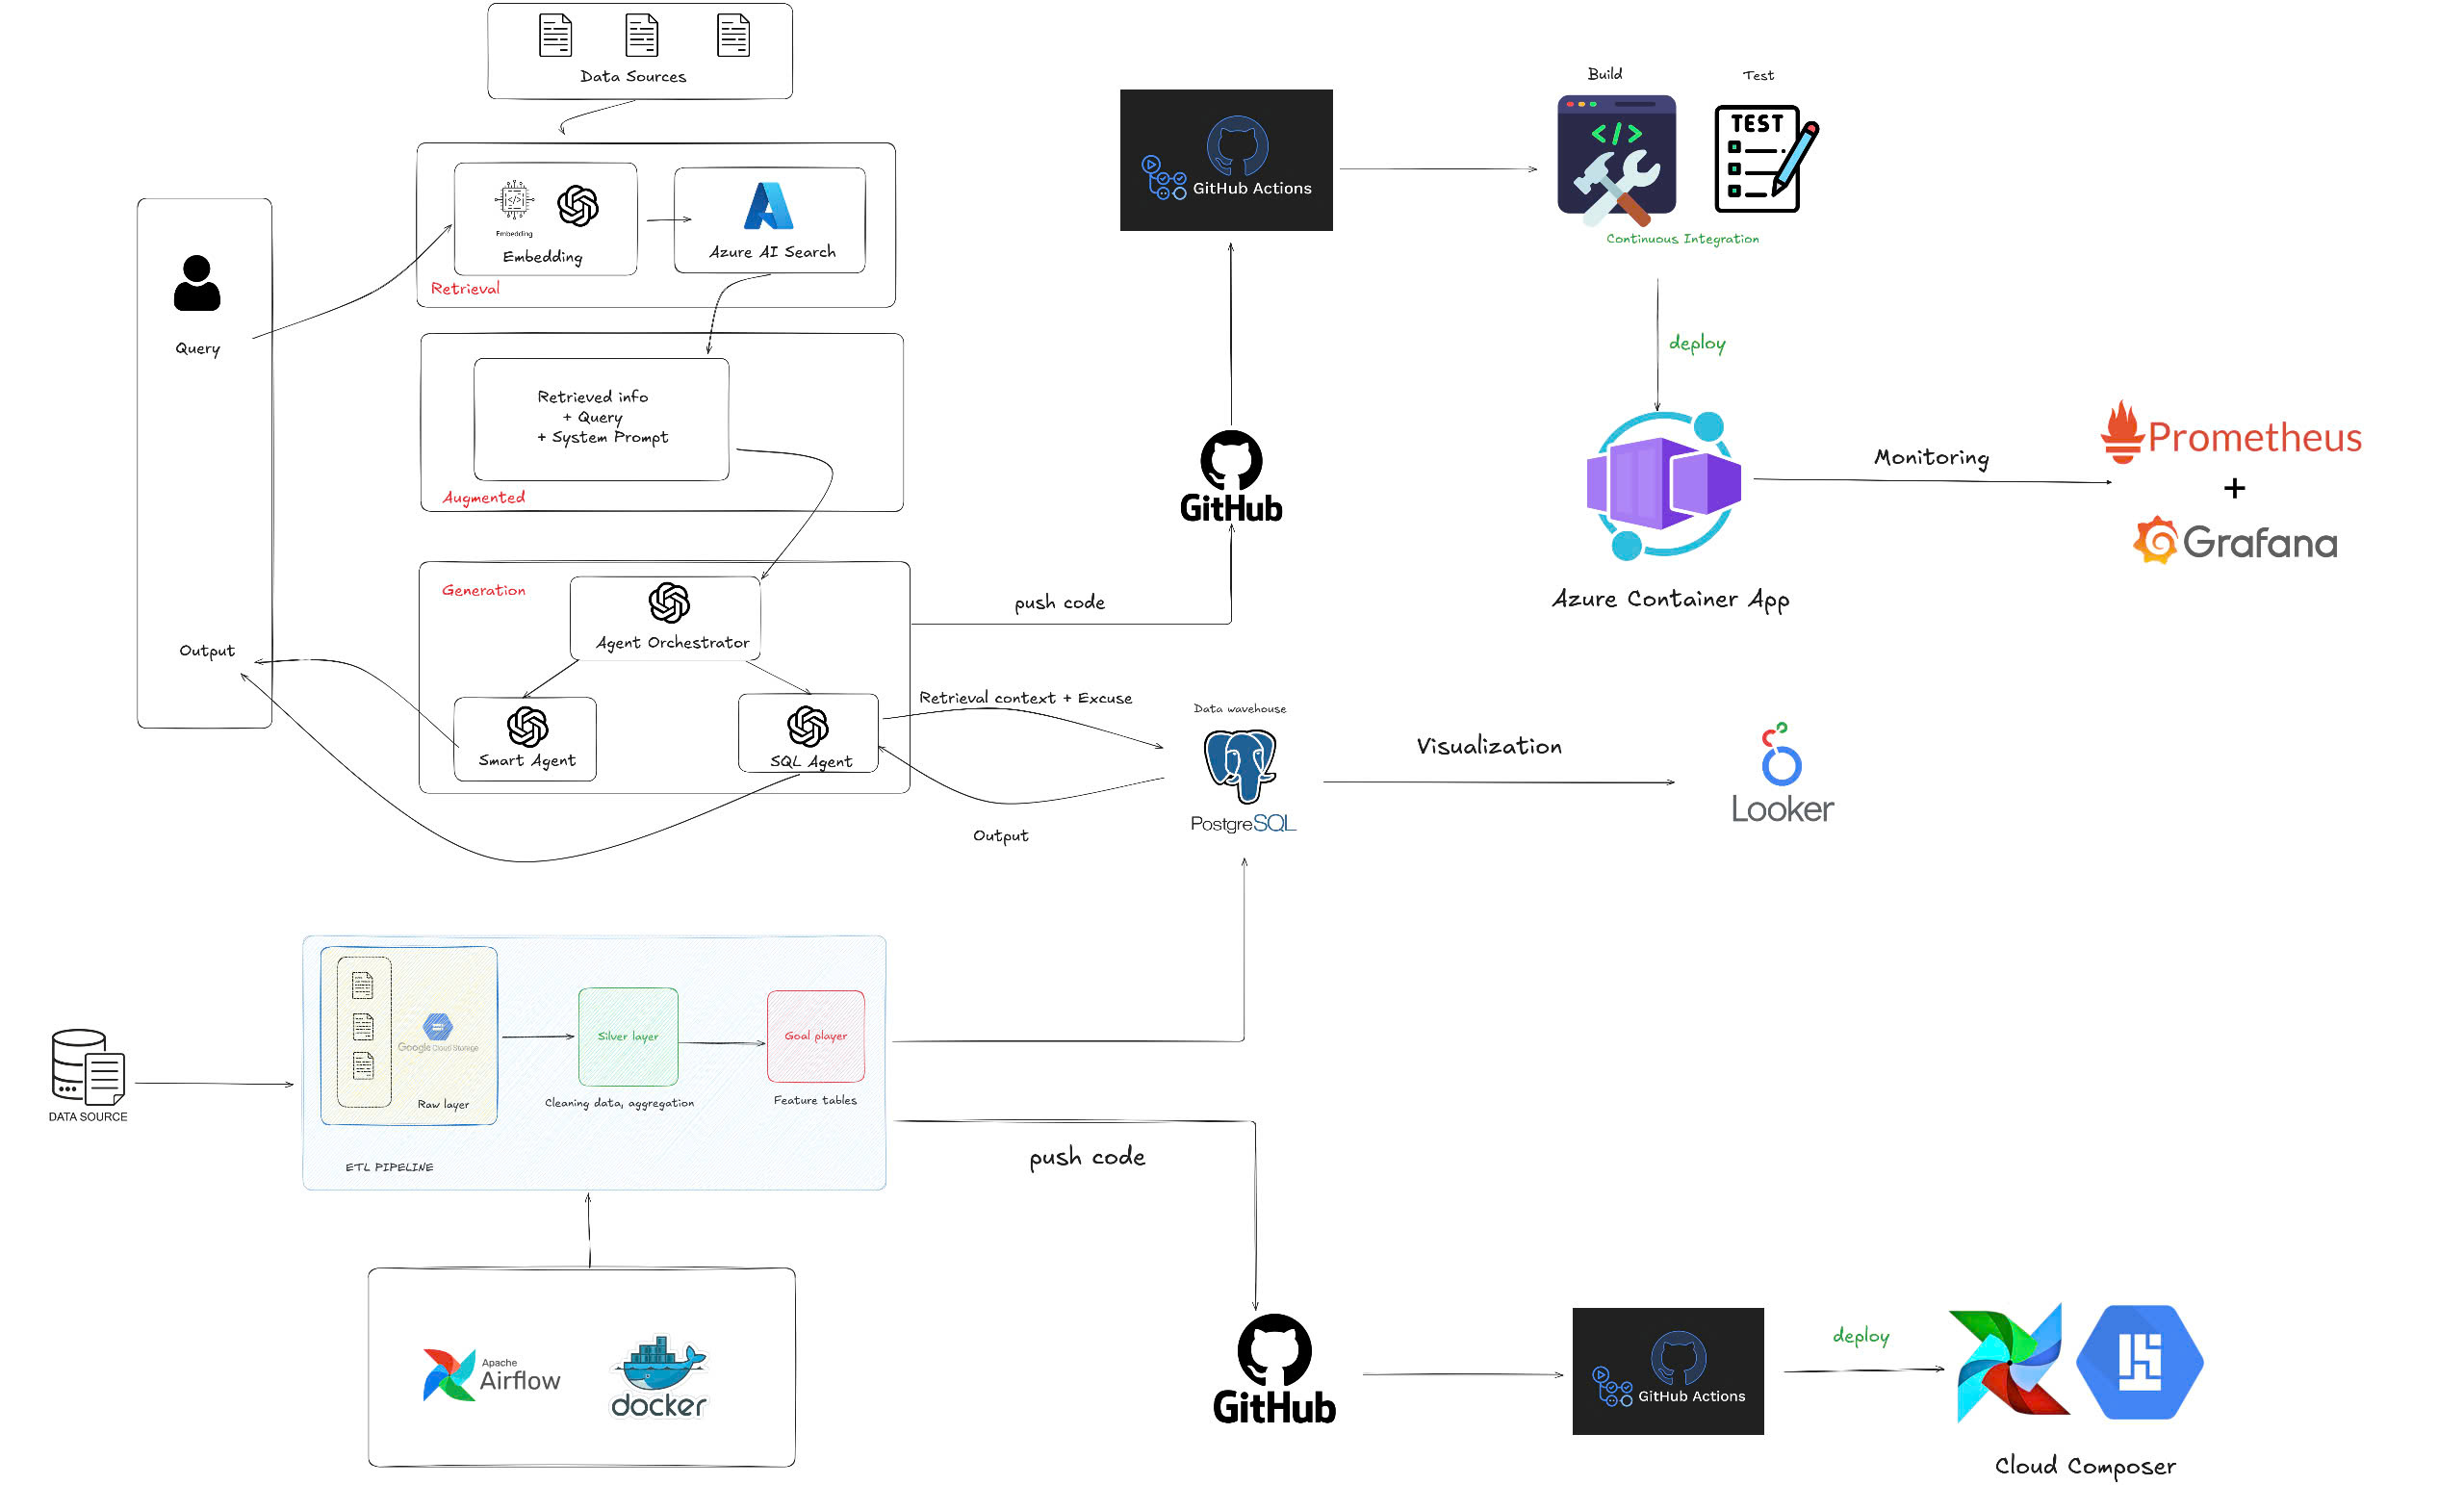 Data Sources
Embedding
Embedding
Azure AI Search
Retrieval
Query
Retrieved info
+ Query
+ System Prompt
Augmented
Generation
Agent Orchestrator
Output
Smart Agent
SQL Agent
push code
GitHub
GitHub Actions
Build
Test
TEST
Continuous Integration
deploy
Azure Container App
Monitoring
Prometheus
+
Grafana
Retrieval context + Excuse
Output
Data wavehouse
PostgreSQL
Visualization
Looker
DATA SOURCE
Google Cloud Storage
Raw layer
Silver layer
Cleaning data, aggregation
Goal player
Feature tables
ETL PIPELINE
push code
Apache
Airflow
docker
GitHub
GitHub Actions
deploy
Cloud Composer